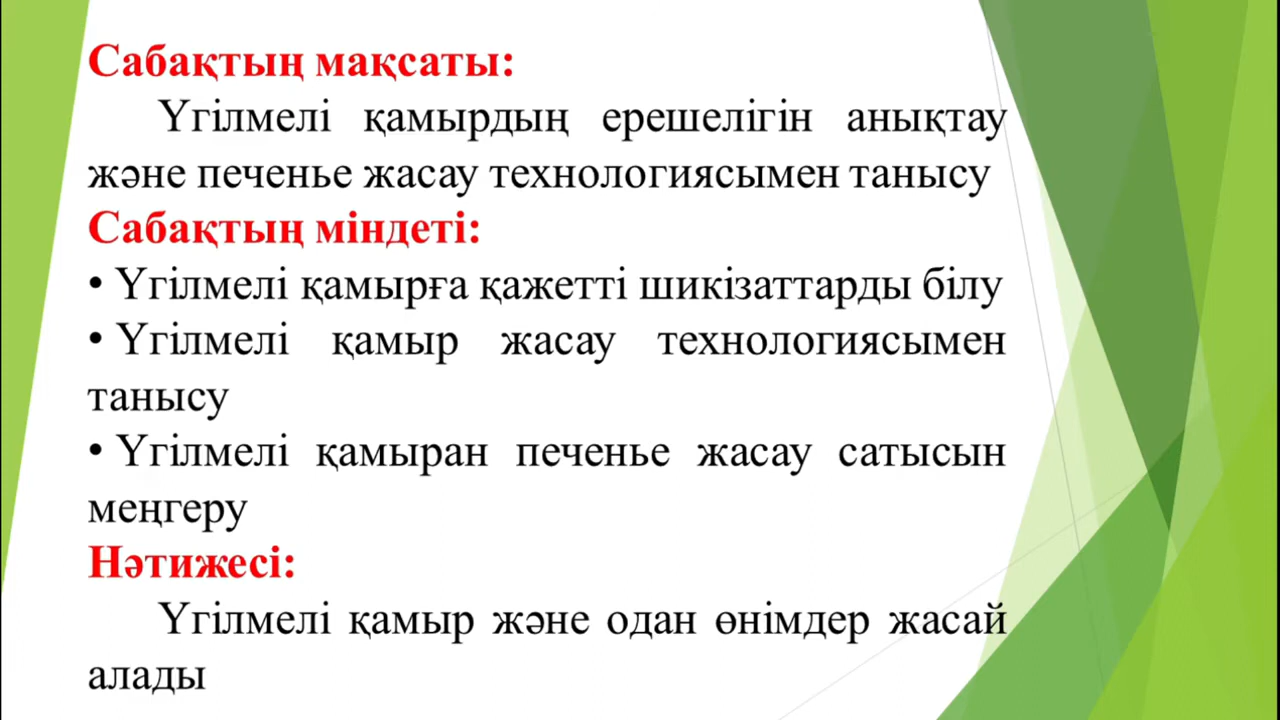 Сабақтың мақсаты:
Үгілмелі қамырдың ерешелігін анықтау
және печенье жасау технологиясымен танысу
Сабақтың міндеті:
• Үгілмелі қамырға қажетті шикізаттарды білу
• Үгілмелі қамыр жасау технологиясымен
танысу
• Үгілмелі қамыран печенье жасау сатысын
меңгеру
Нәтижесі:
Үгілмелі қамыр және одан өнімдер жасай
алады